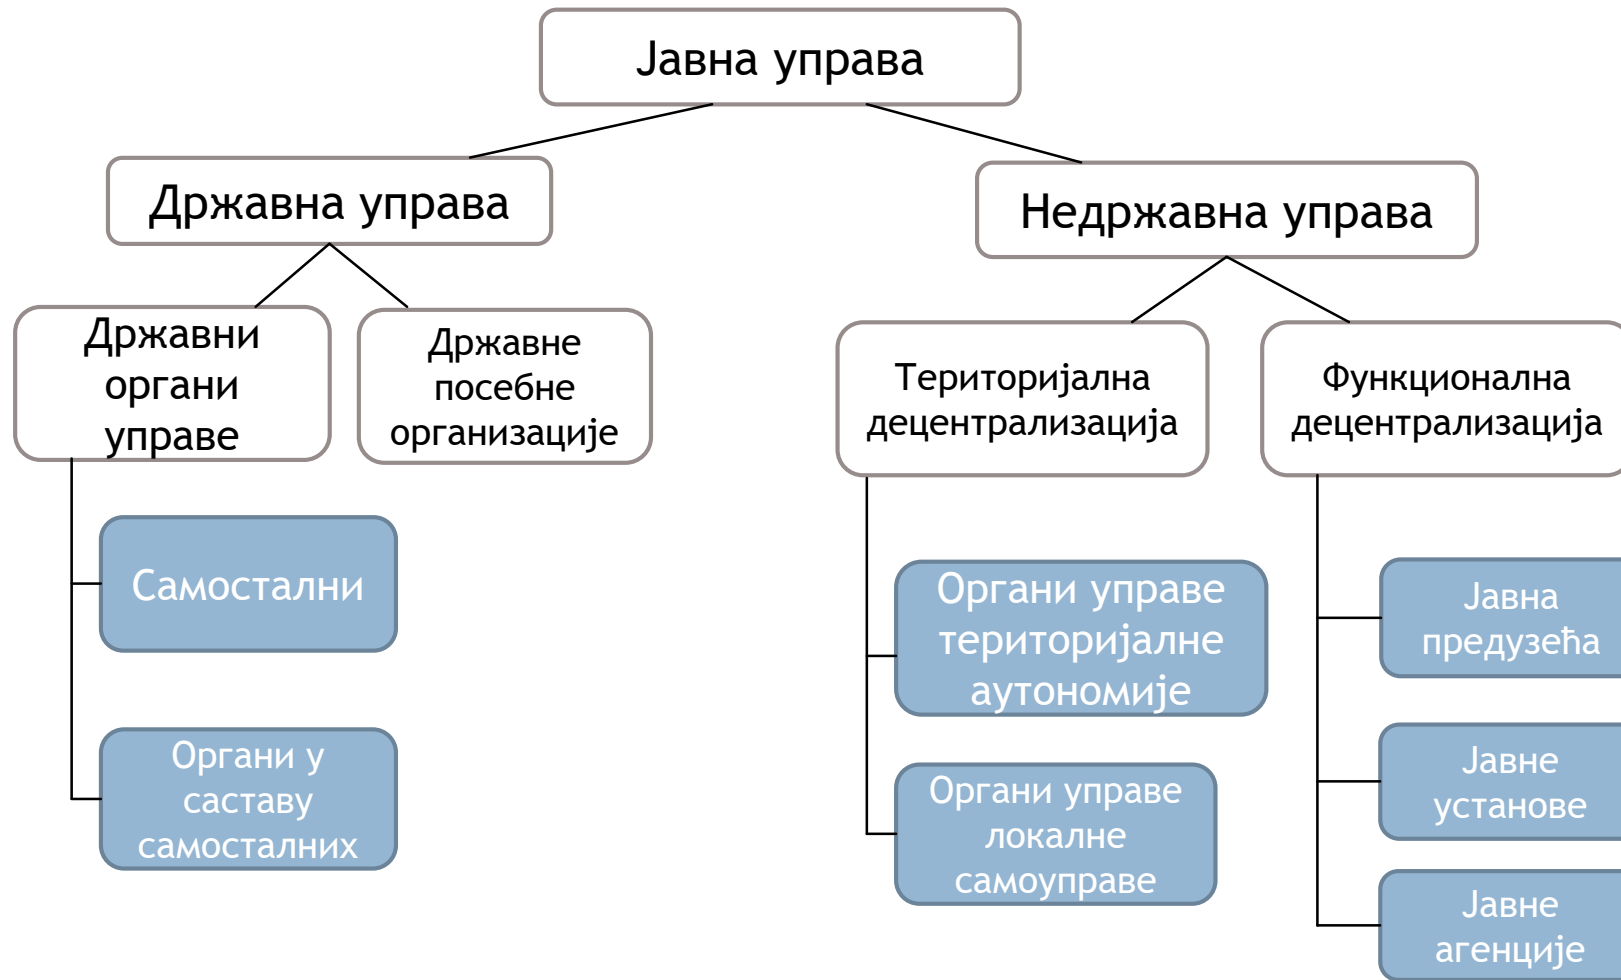 Јавна управа
Државна управа
Недржавна управа
Државни
органи
управе
Државне
посебне
организације
Територијална
децентрализација
Функционална
децентрализација
Самостални
Органи у
саставу
самосталних
Органи управе
територијалне
аутономије
Органи управе
локалне
самоуправе
Јавна
предузећа
Јавне
установе
Јавне
агенције